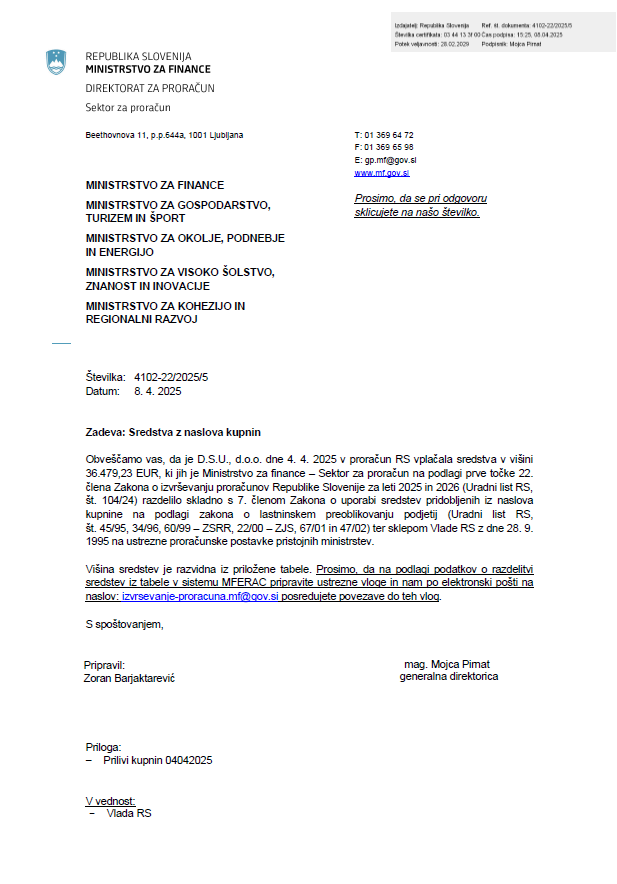 Izdajatelj: Republika Slovenija Ref. št. dokumenta: 4102-22/2025/5
Številka certifikata: 03 44 13 3f 00 Čas podpisa: 15:25, 08.04.2025
Potek veljavnosti: 28.02.2029 Podpisnik: Mojca Pirnat
REPUBLIKA SLOVENIJA
MINISTRSTVO ZA FINANCE
DIREKTORAT ZA PRORAČUN
Sektor za proračun
Beethovnova 11, p.p.644a, 1001 Ljubljana
T: 01 369 64 72
F: 01 369 65 98
E: gp.mf@gov.si
www.mf.gov.si
MINISTRSTVO ZA FINANCE
MINISTRSTVO ZA GOSPODARSTVO,
TURIZEM IN ŠPORT
MINISTRSTVO ZA OKOLJE, PODNEBJE
IN ENERGIJO
MINISTRSTVO ZA VISOKO ŠOLSTVO,
ZNANOST IN INOVACIJE
MINISTRSTVO ZA KOHEZIJO IN
REGIONALNI RAZVOJ
Prosimo, da se pri odgovoru
sklicujete na našo številko.
Številka: 4102-22/2025/5
Datum: 8. 4. 2025
Zadeva: Sredstva z naslova kupnin
Obveščamo vas, da je D.S.U., d.o.o. dne 4. 4. 2025 v proračun RS vplačala sredstva v višini
36.479,23 EUR, ki jih je Ministrstvo za finance – Sektor za proračun na podlagi prve točke 22.
člena Zakona o izvrševanju proračunov Republike Slovenije za leti 2025 in 2026 (Uradni list RS,
št. 104/24) razdelilo skladno s 7. členom Zakona o uporabi sredstev pridobljenih iz naslova
kupnine na podlagi zakona o lastninskem preoblikovanju podjetij (Uradni list RS,
št. 45/95, 34/96, 60/99 – ZSRR, 22/00 – ZJS, 67/01 in 47/02) ter sklepom Vlade RS z dne 28. 9.
1995 na ustrezne proračunske postavke pristojnih ministrstev.
Višina sredstev je razvidna iz priložene tabele. Prosimo, da na podlagi podatkov o razdelitvi
sredstev iz tabele v sistemu MFERAC pripravite ustrezne vloge in nam po elektronski pošti na
naslov: izvrsevanje-proracuna.mf@gov.si posredujete povezave do teh vlog.
S spoštovanjem,
Pripravil:
Zoran Barjaktarević
mag. Mojca Pirnat
generalna direktorica
Priloga:
– Prilivi kupnin 04042025
V vednost:
– Vlada RS